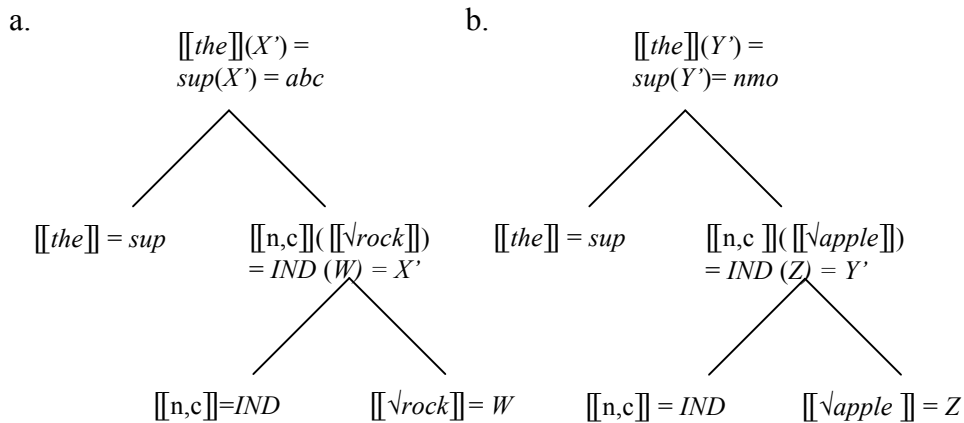 a.
⟦the⟧(X’) =
sup(X’) = abc
b.
⟦the⟧(Y’) =
sup(Y’)= nmo
⟦the⟧ = sup
⟦n,c⟧(⟦√rock⟧)
= IND (W) = X’
⟦the⟧ = sup
⟦n,c ⟧(⟦√apple⟧)
= IND (Z) = Y’
⟦n,c⟧=IND
⟦√rock⟧= W
⟦n,c⟧ = IND
⟦√apple ⟧ = Z